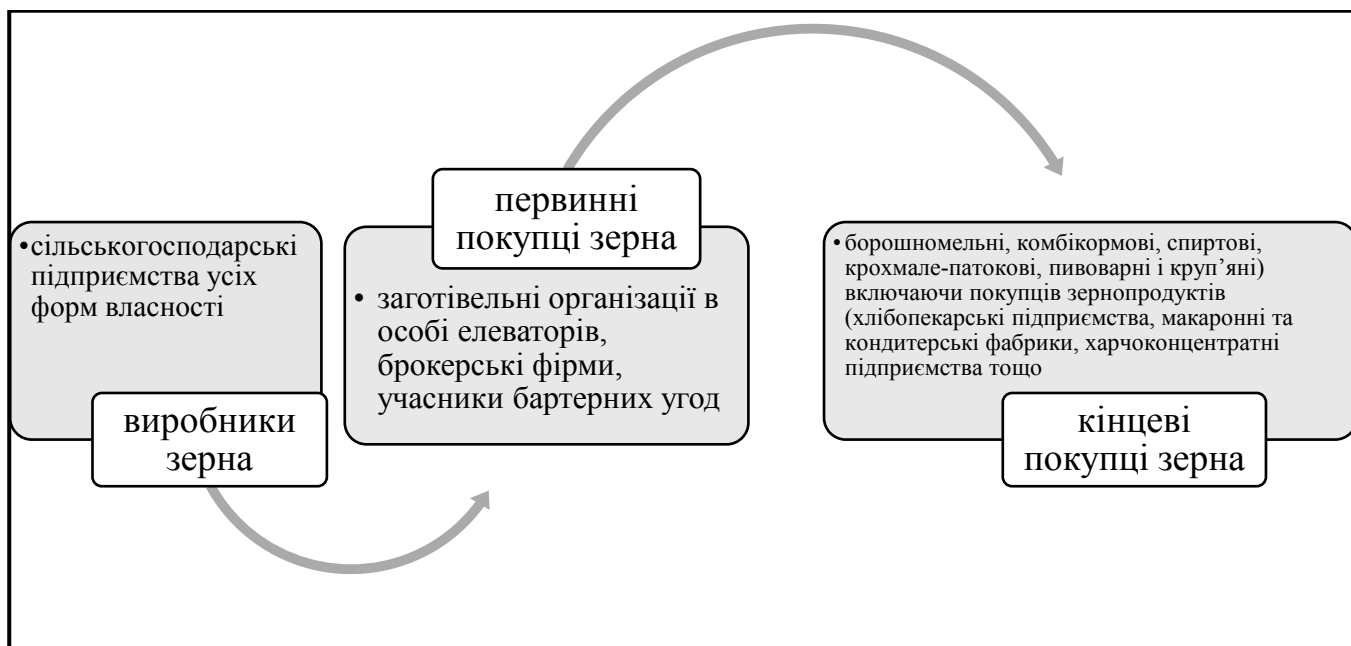 •сільськогосподарські
підприємства усіх
форм власності
виробники
зерна
первинні
покупці зерна
• заготівельні організації в
особі елеваторів,
брокерські фірми,
учасники бартерних угод
•борошномельні, комбікормові, спиртові,
крохмале-патокові, пивоварні і круп’яні)
включаючи покупців зернопродуктів
(хлібопекарські підприємства, макаронні та
кондитерські фабрики, харчоконцентратні
підприємства тощо
кінцеві
покупці зерна